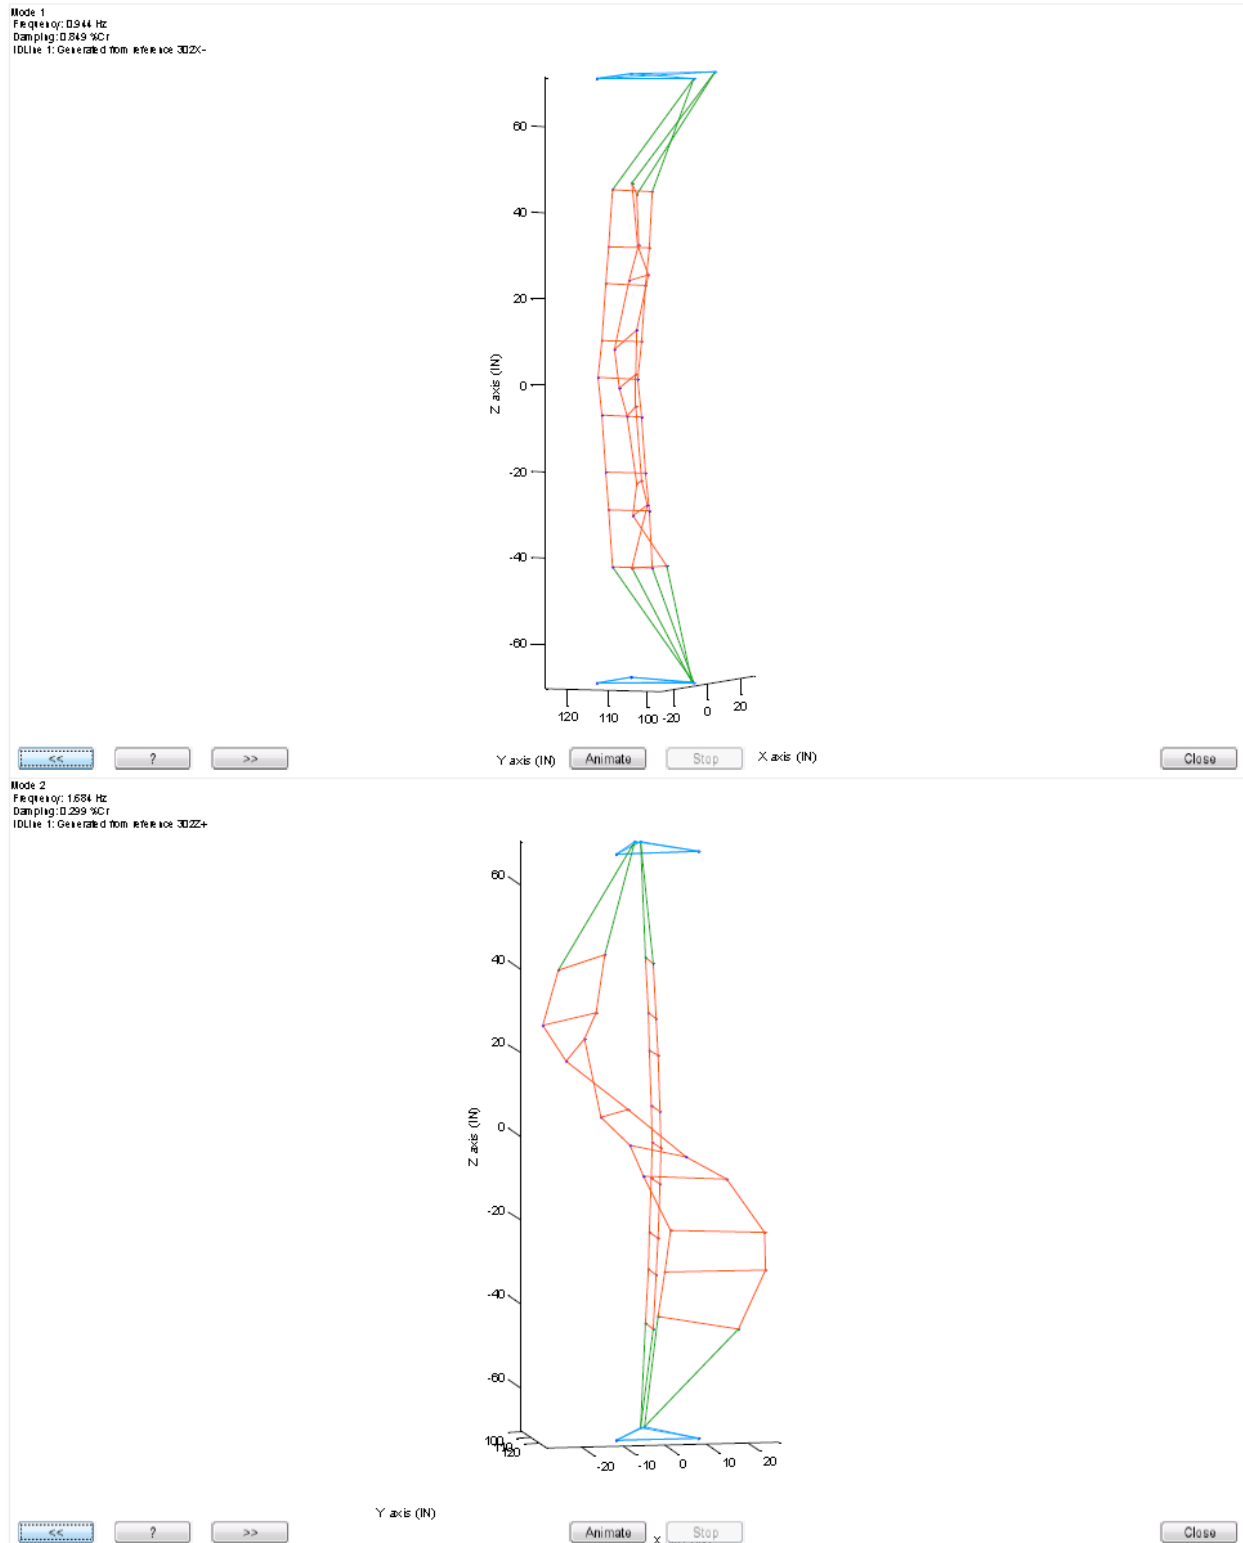 Mode 1
Frequency: 0.944 Hz
Damping: 0.849 %Cr
IDLine 1: Generated from reference 302X-
60
40
20
0
-20
-40
-60
Z axis (IN)
120 110 100 -20 0 20
Y axis (IN)
X axis (IN)
<< ? >> Animate Stop Close
Mode 2
Frequency: 1.684 Hz
Damping: 0.299 %Cr
IDLine 1: Generated from reference 302Z+
60
40
20
0
-20
-40
-60
Z axis (IN)
100
110
120
-20 -10 0 10 20
Y axis (IN)
X
<< ? >> Animate Stop Close